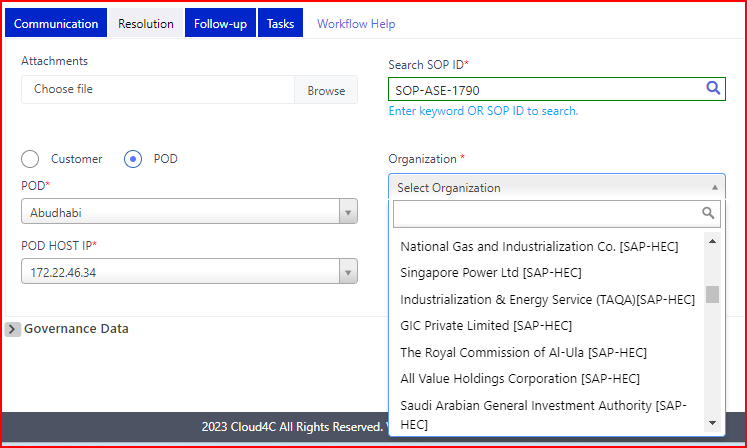 Communication
Resolution
Follow-up
Tasks
Workflow Help
Attachments
Choose file
Browse
Search SOP ID*
SOP-ASE-1790
Enter keyword OR SOP ID to search.
Customer
POD
POD*
Abudhabi
POD HOST IP*
172.22.46.34
Organization *
Select Organization
National Gas and Industrialization Co. [SAP-HEC]
Singapore Power Ltd [SAP-HEC]
Industrialization & Energy Service (TAQA)[SAP-HEC]
GIC Private Limited [SAP-HEC]
The Royal Commission of Al-Ula [SAP-HEC]
All Value Holdings Corporation [SAP-HEC]
Saudi Arabian General Investment Authority [SAP-
HEC]
Governance Data
2023 Cloud4C All Rights Reserved.